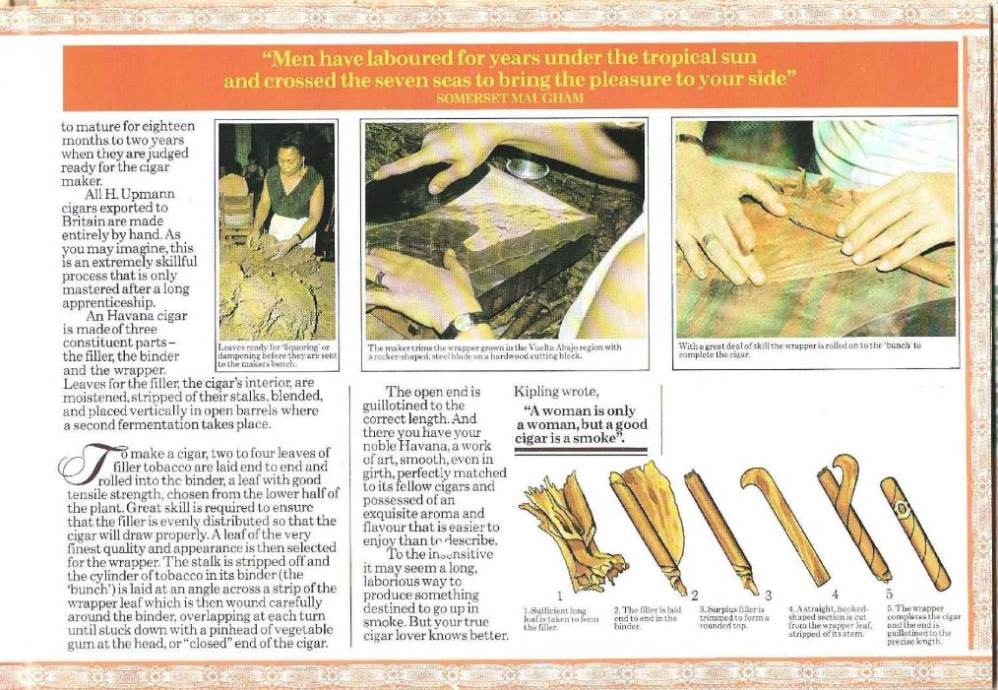 “Men have laboured for years under the tropical sun
and crossed the seven seas to bring the pleasure to your side”
SOMERSET MAUGHAM
to mature for eighteen
months to two years
when they are judged
ready for the cigar
maker.
All H. Upmann
cigars exported to
Britain are made
entirely by hand. As
you may imagine, this
is an extremely skillful
process that is only
mastered after a long
apprenticeship.
An Havana cigar
is made of three
constituent parts –
the filler, the binder
and the wrapper.
Leaves for the filler, the cigar’s interior, are
moistened, stripped of their stalks, blended,
and placed vertically in open barrels where
a second fermentation takes place.
To make a cigar, two to four leaves of
filler tobacco are laid end to end and
rolled into the binder, a leaf with good
tensile strength, chosen from the lower half of
the plant. Great skill is required to ensure
that the filler is evenly distributed so that the
cigar will draw properly. A leaf of the very
finest quality and appearance is then selected
for the wrapper. The stalk is stripped off and
the cylinder of tobacco in its binder (the
‘bunch’) is laid at an angle across a strip of the
wrapper leaf which is then wound carefully
around the binder, overlapping at each turn
until stuck down with a pinhead of vegetable
gum at the head, or “closed” end of the cigar.
Leaves ready for ‘liquoring’ or
dampening before they are sent
to the makers bench.
The maker trims the wrapper grown in the Vuelta Abajo region with
a rocker-shaped, steel blade on a hardwood cutting block.
With a great deal of skill the wrapper is rolled on to the ‘bunch’ to
complete the cigar.
The open end is
guillotined to the
correct length. And
there you have your
noble Havana, a work
of art, smooth, even in
girth, perfectly matched
to its fellow cigars and
possessed of an
exquisite aroma and
flavour that is easier to
enjoy than to describe.
To the insensitive
it may seem a long,
laborious way to
produce something
destined to go up in
smoke. But your true
cigar lover knows better.
Kipling wrote,
“A woman is only
a woman, but a good
cigar is a smoke”.
1 2 3 4 5
1. Sufficient long
leaf is taken to form
the filler.
2. The filler is laid
end to end in the
binder.
3. Surplus filler is
trimmed to form a
rounded top.
4. A straight, hooked-
shaped section is cut
from the wrapper leaf,
stripped of its stem.
5. The wrapper
completes the cigar
and the end is
guillotined to the
precise length.